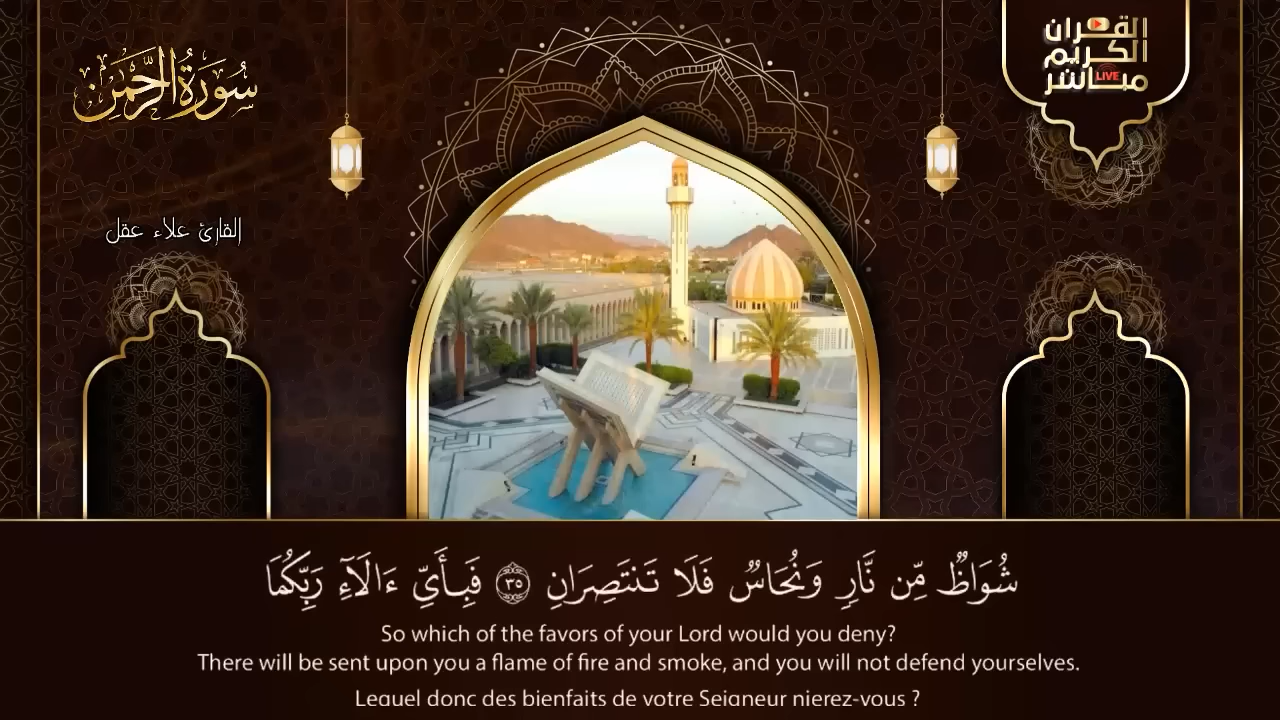 سُورَةُ الرَّحْمَن
القرآن
الكريم
مباشر
LIVE
القارئ علاء عقل
شُوَاظٌ مِّن نَّارٍ وَنُحَاسٌ فَلَا تَنتَصِرَانِ ٣٥ فَبِأَيِّ ءَالَآءِ رَبِّكُمَا
So which of the favors of your Lord would you deny?
There will be sent upon you a flame of fire and smoke, and you will not defend yourselves.
Lequel donc des bienfaits de votre Seigneur nierez-vous ?